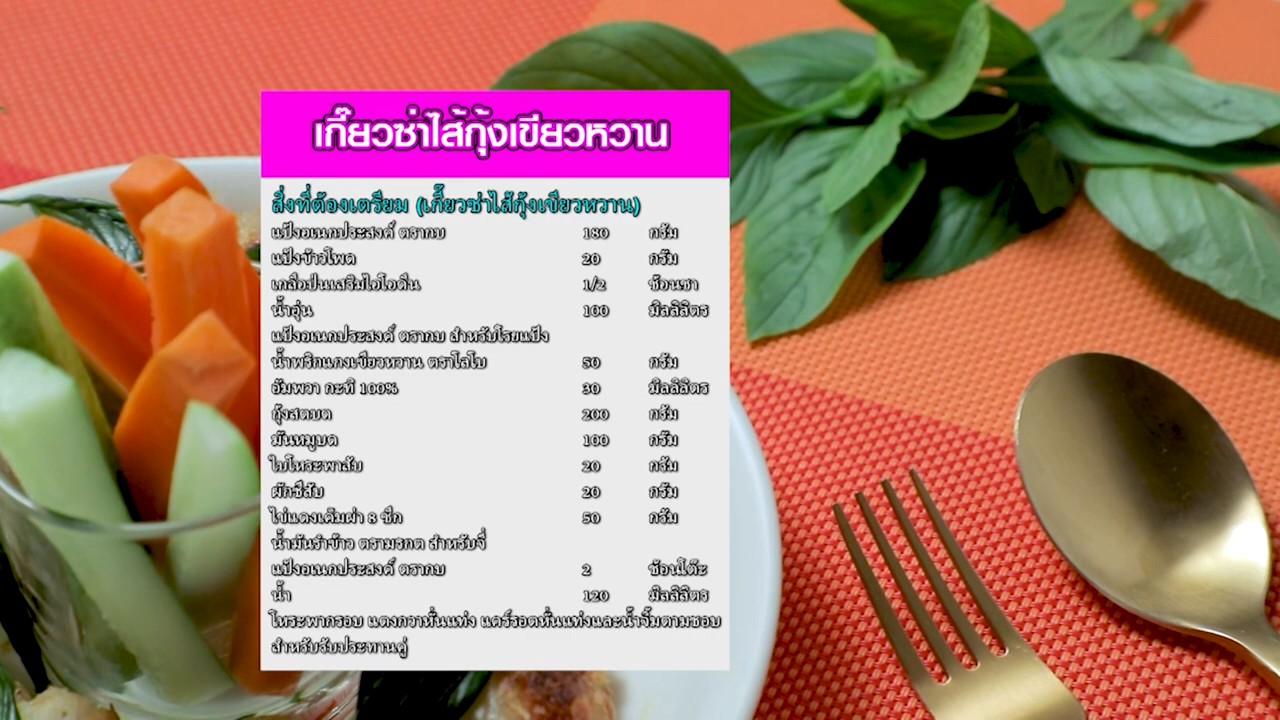 เกี๊ยวซ่าไส้กุ้งเขียวหวาน
สิ่งที่ต้องเตรียม (เกี๊ยวซ่าไส้กุ้งเขียวหวาน)
แป้งอเนกประสงค์ ตรากบ 180 กรัม
แป้งข้าวโพด 20 กรัม
เกลือป่นเสริมไอโอดีน 1/2 ช้อนชา
น้ำอุ่น 100 มิลลิลิตร
แป้งอเนกประสงค์ ตรากบ สำหรับโรยแป้ง
น้ำพริกแกงเขียวหวาน ตราโลโบ 50 กรัม
อัมพวา กะทิ 100% 30 มิลลิลิตร
กุ้งสดบด 200 กรัม
มันหมูบด 100 กรัม
ใบโหระพาสับ 20 กรัม
ผักชีสับ 20 กรัม
ไข่แดงเค็มผ่า 8 ซีก 50 กรัม
น้ำมันรำข้าว ตรามรกต สำหรับจี่
แป้งอเนกประสงค์ ตรากบ 2 ช้อนโต๊ะ
น้ำ 120 มิลลิลิตร
โหระพากรอบ แตงกวาหั่นแท่ง แคร์รอตหั่นแท่งและน้ำจิ้มตามชอบ
สำหรับรับประทานคู่